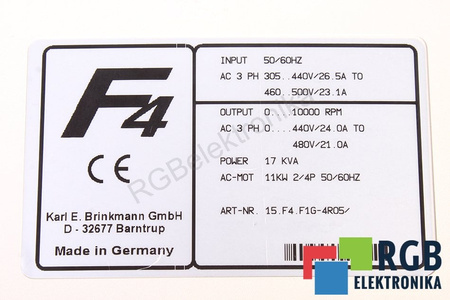 F4
CE
Karl E. Brinkmann GmbH
D - 32677 Barntrup
Made in Germany
INPUT 50/60HZ
AC 3 PH 305..440V/26.5A TO
460..500V/23.1A
OUTPUT 0...10000 RPM
AC 3 PH 0...440V/24.0A TO
480V/21.0A
POWER 17 KVA
AC-MOT 11KW 2/4P 50/60HZ
ART-NR. 15.F4.F1G-4R05/
RGBelektronika
RGB
ELEKTRONIKA